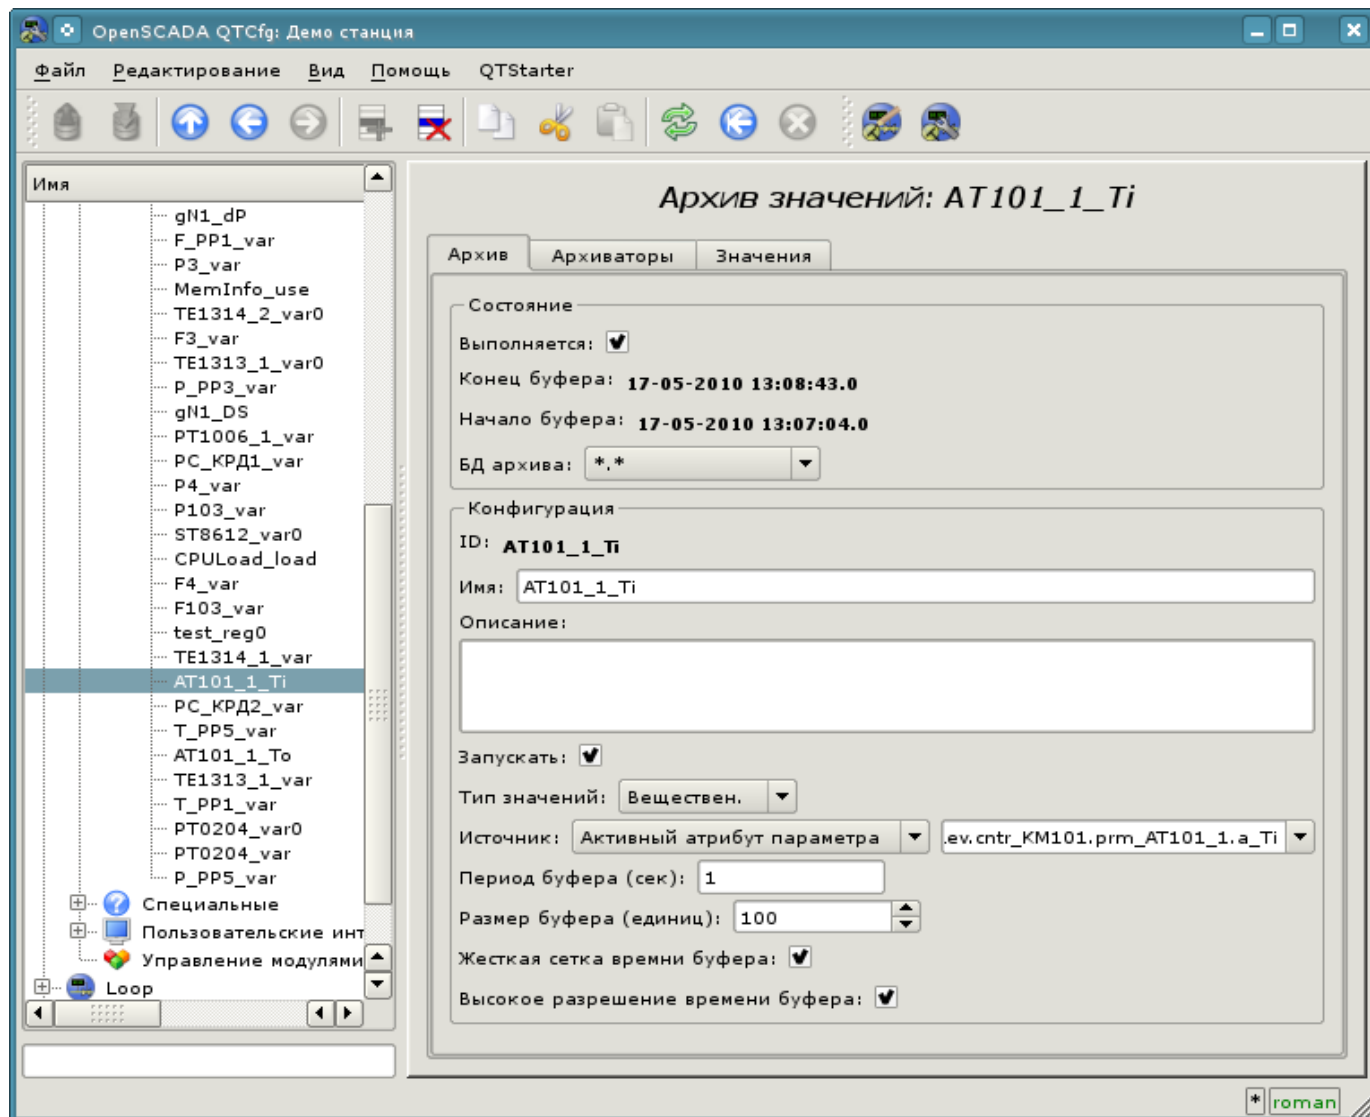 OpenSCADA QTCfg: Демо станция
Файл Редактирование Вид Помощь QTStarter
Имя
gN1_dP
F_PP1_var
P3_var
MemInfo_use
TE1314_2_var0
F3_var
TE1313_1_var0
P_PP3_var
gN1_DS
PT1006_1_var
PC_КРД1_var
P4_var
P103_var
ST8612_var0
CPULoad_load
F4_var
F103_var
test_reg0
TE1314_1_var
AT101_1_Ti
PC_КРД2_var
T_PP5_var
AT101_1_To
TE1313_1_var
T_PP1_var
PT0204_var0
PT0204_var
P_PP5_var
Специальные
Пользовательские инт
Управление модулями
Loop
Архив значений: AT101_1_Ti
Архив Архиваторы Значения
Состояние
Выполняется:
Конец буфера: 17-05-2010 13:08:43.0
Начало буфера: 17-05-2010 13:07:04.0
БД архива: *.*
Конфигурация
ID: AT101_1_Ti
Имя: AT101_1_Ti
Описание:
Запускать:
Тип значений: Веществен.
Источник: Активный атрибут параметра .ev.cntr_KM101.prm_AT101_1.a_Ti
Период буфера (сек): 1
Размер буфера (единиц): 100
Жесткая сетка времни буфера:
Высокое разрешение времени буфера:
* roman